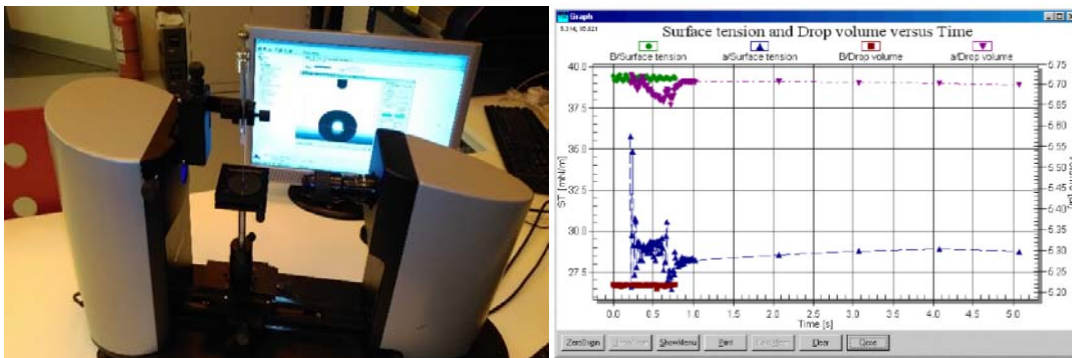 Graph
Surface tension and Drop volume versus Time
B/Surface tension a/Surface tension B/Drop volume a/Drop volume
40.0
37.5
35.0
32.5
30.0
27.5
ST [mN/m]
5.75
5.70
5.65
5.60
5.55
5.50
5.45
5.40
5.35
5.30
5.25
5.20
0.0 0.5 1.0 1.5 2.0 2.5 3.0 3.5 4.0 4.5 5.0
Time [s]
ZeroOrigin ShowMenu Print Clear Close